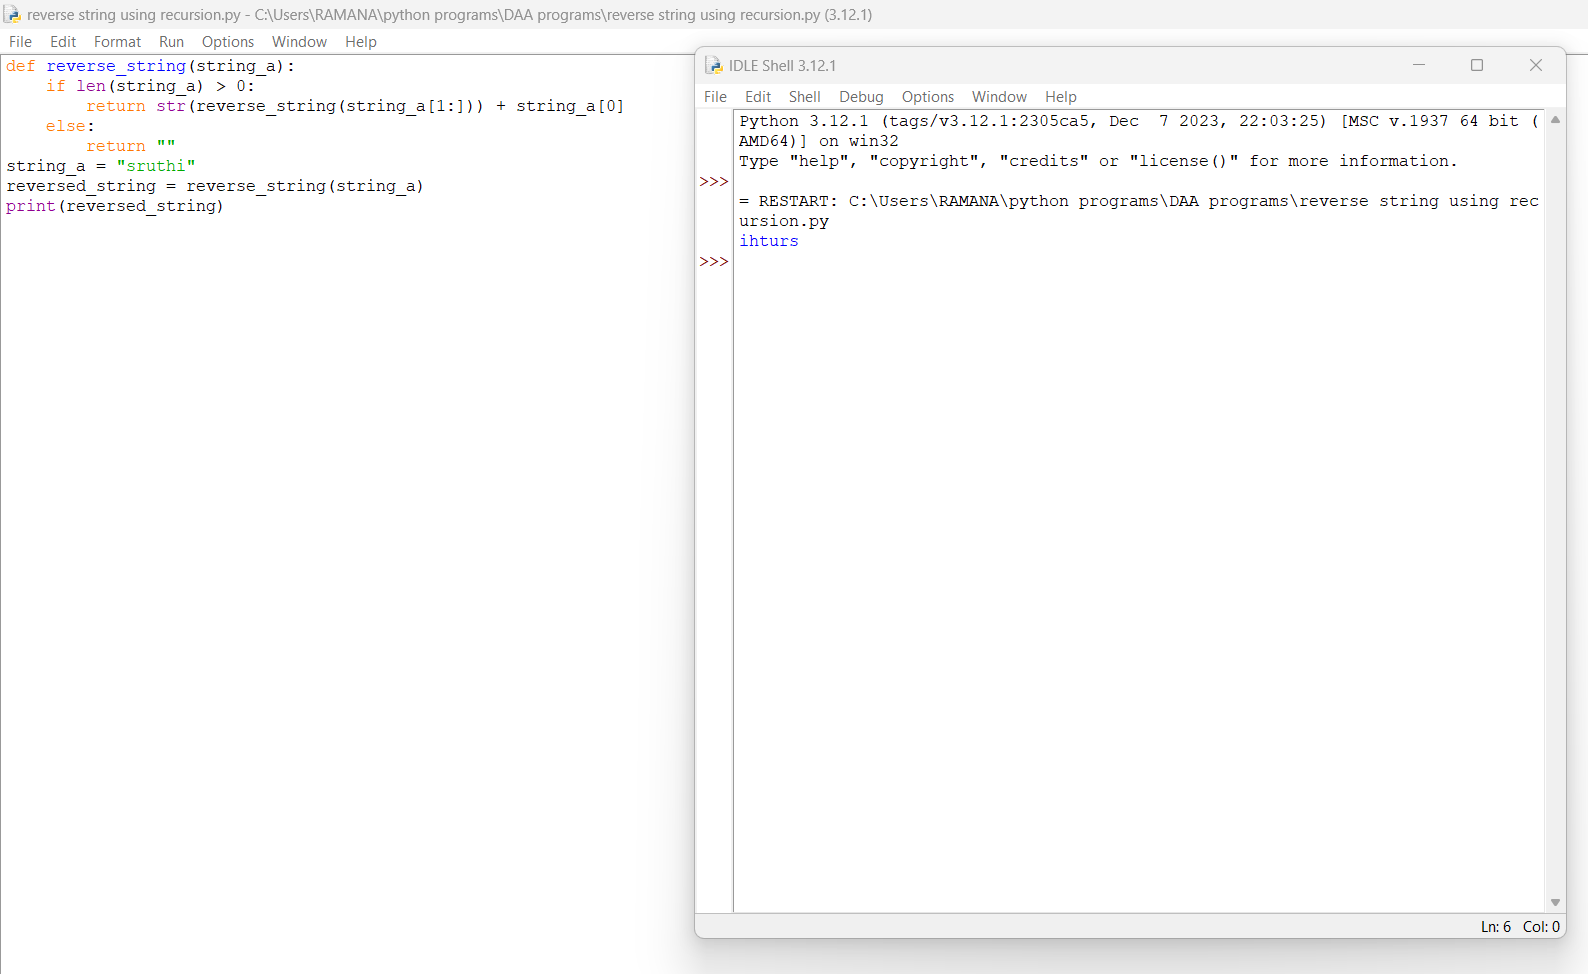 reverse string using recursion.py - C:\Users\RAMANA\python programs\DAA programs\reverse string using recursion.py (3.12.1)
File Edit Format Run Options Window Help
def reverse_string(string_a):
    if len(string_a) > 0:
        return str(reverse_string(string_a[1:])) + string_a[0]
    else:
        return ""
string_a = "sruthi"
reversed_string = reverse_string(string_a)
print(reversed_string)
IDLE Shell 3.12.1
File Edit Shell Debug Options Window Help
Python 3.12.1 (tags/v3.12.1:2305ca5, Dec  7 2023, 22:03:25) [MSC v.1937 64 bit (
AMD64)] on win32
Type "help", "copyright", "credits" or "license()" for more information.
>>>
= RESTART: C:\Users\RAMANA\python programs\DAA programs\reverse string using rec
ursion.py
ihturs
>>>
Ln: 6 Col: 0